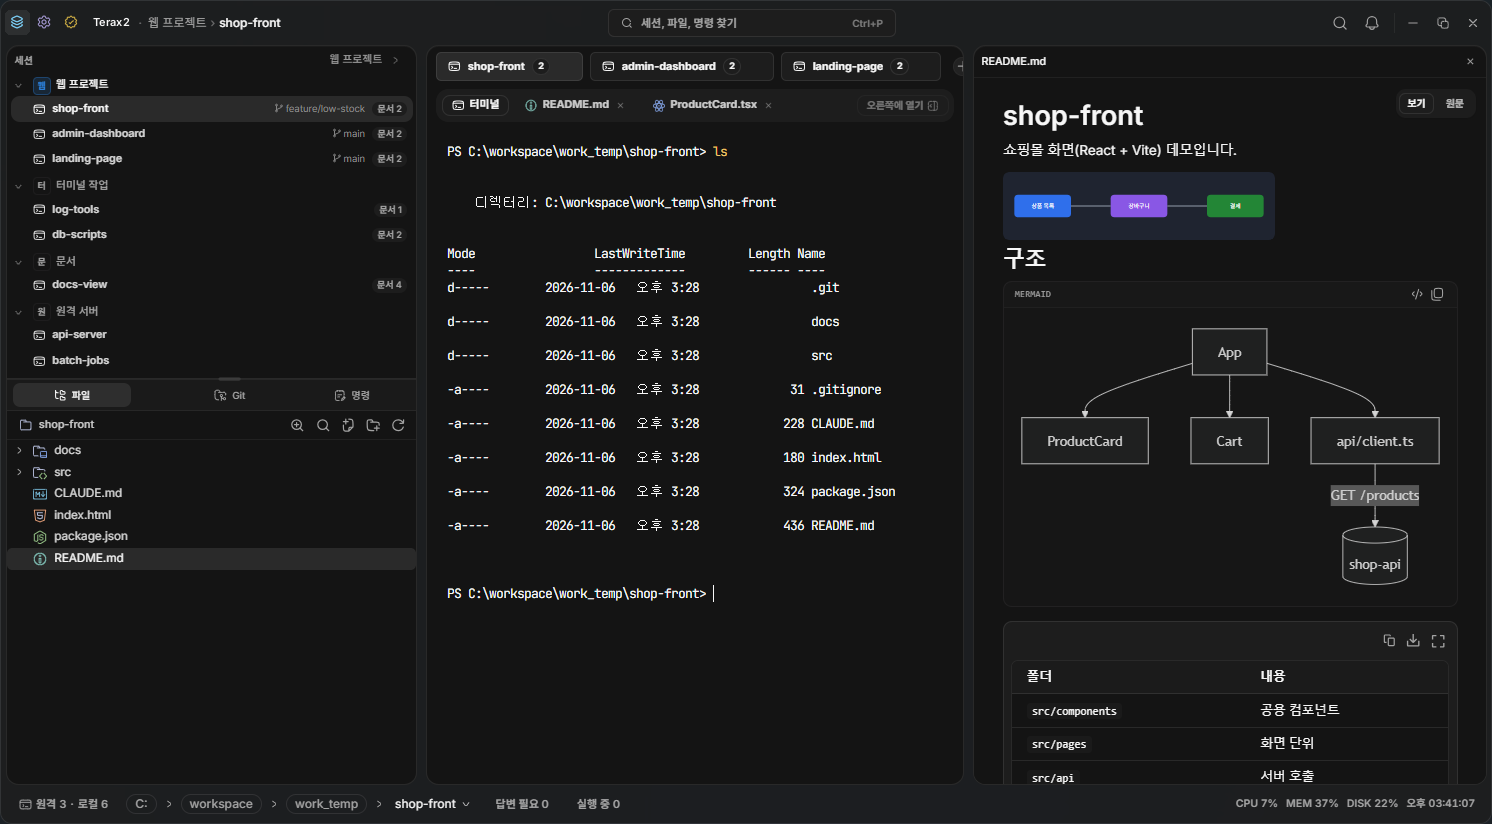 Terax2 · 웹 프로젝트 › shop-front
세션, 파일, 명령 찾기 Ctrl+P
세션 웹 프로젝트
웹 웹 프로젝트
shop-front feature/low-stock 문서 2
admin-dashboard main 문서 2
landing-page main 문서 2
터 터미널 작업
log-tools 문서 1
db-scripts 문서 2
문 문서
docs-view 문서 4
원 원격 서버
api-server
batch-jobs
파일 Git 명령
shop-front
docs
src
CLAUDE.md
index.html
package.json
README.md
shop-front 2 admin-dashboard 2 landing-page 2
터미널 README.md × ProductCard.tsx × 오른쪽에 열기
PS C:\workspace\work_temp\shop-front> ls
디렉터리: C:\workspace\work_temp\shop-front
Mode LastWriteTime Length Name
---- ------------- ------ ----
d----- 2026-11-06 오후 3:28 .git
d----- 2026-11-06 오후 3:28 docs
d----- 2026-11-06 오후 3:28 src
-a---- 2026-11-06 오후 3:28 31 .gitignore
-a---- 2026-11-06 오후 3:28 228 CLAUDE.md
-a---- 2026-11-06 오후 3:28 180 index.html
-a---- 2026-11-06 오후 3:28 324 package.json
-a---- 2026-11-06 오후 3:28 436 README.md
PS C:\workspace\work_temp\shop-front>
README.md
보기 원문
shop-front
쇼핑몰 화면(React + Vite) 데모입니다.
상품 목록 장바구니 결제
구조
MERMAID
App
ProductCard Cart api/client.ts
GET /products
shop-api
폴더 내용
src/components 공용 컴포넌트
src/pages 화면 단위
src/api 서버 호출
원격 3 · 로컬 6 C: › workspace › work_temp › shop-front 답변 필요 0 실행 중 0
CPU 7% MEM 37% DISK 22% 오후 03:41:07